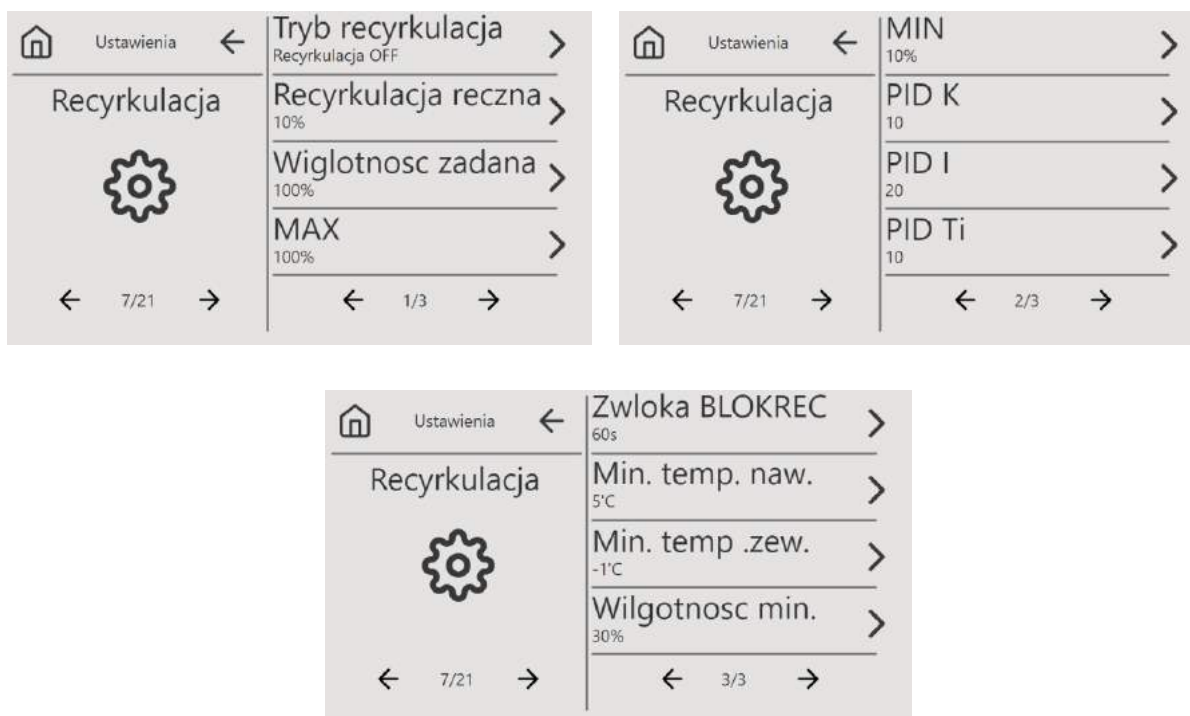 Ustawienia
Recyrkulacja
7/21
Tryb recyrkulacja
Recyrkulacja OFF
Recyrkulacja reczna
10%
Wiglotnosc zadana
100%
MAX
100%
1/3
Ustawienia
Recyrkulacja
7/21
MIN
10%
PID K
10
PID I
20
PID Ti
10
2/3
Ustawienia
Recyrkulacja
7/21
Zwloka BLOKREC
60s
Min. temp. naw.
5'C
Min. temp .zew.
-1'C
Wilgotnosc min.
30%
3/3